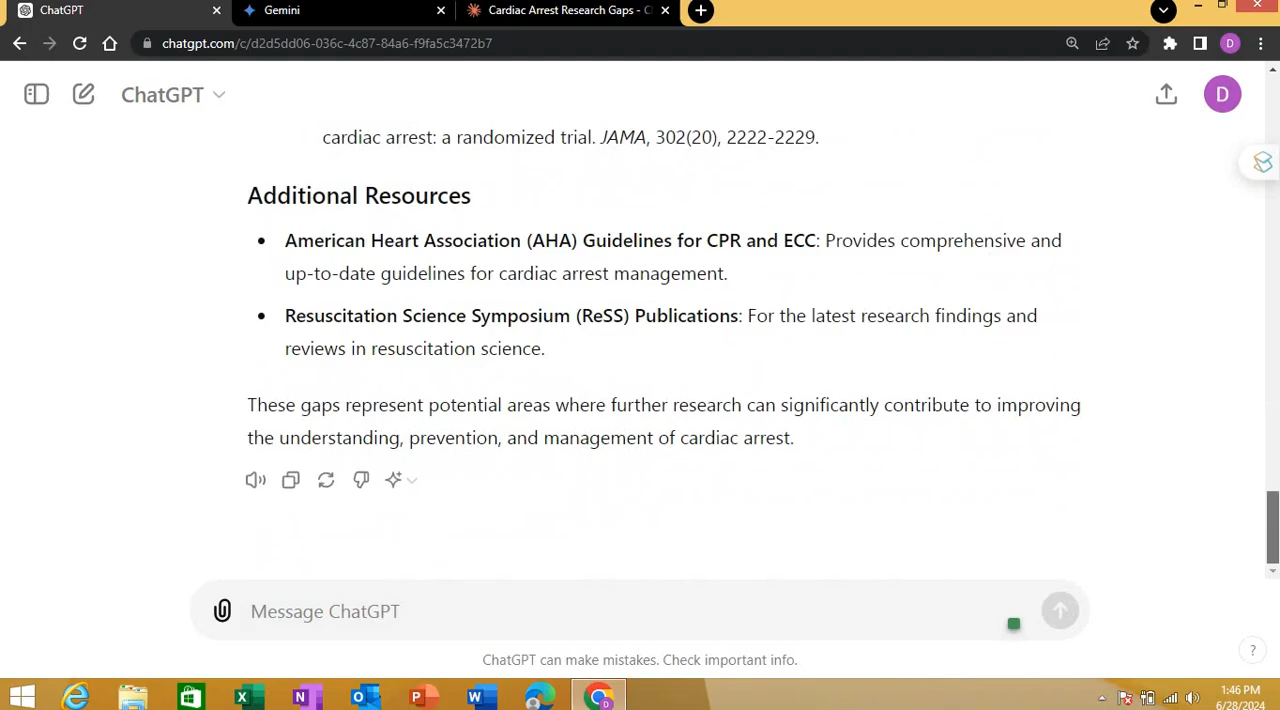 ChatGPT
Gemini
Cardiac Arrest Research Gaps - C
chatgpt.com/c/d2d5dd06-036c-4c87-84a6-f9fa5c3472b7
D
ChatGPT
D
cardiac arrest: a randomized trial. JAMA, 302(20), 2222-2229.
Additional Resources
• American Heart Association (AHA) Guidelines for CPR and ECC: Provides comprehensive and
up-to-date guidelines for cardiac arrest management.
• Resuscitation Science Symposium (ReSS) Publications: For the latest research findings and
reviews in resuscitation science.
These gaps represent potential areas where further research can significantly contribute to improving
the understanding, prevention, and management of cardiac arrest.
Message ChatGPT
ChatGPT can make mistakes. Check important info.
?
1:46 PM
6/28/2024